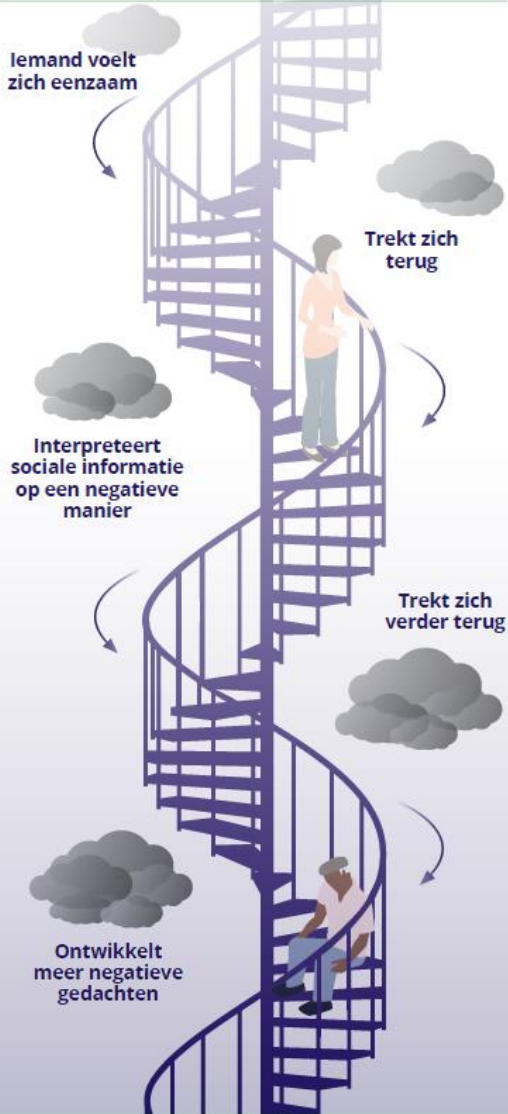 Iemand voelt
zich eenzaam
Trekt zich
terug
Interpreteert
sociale informatie
op een negatieve
manier
Trekt zich
verder terug
Ontwikkelt
meer negatieve
gedachten